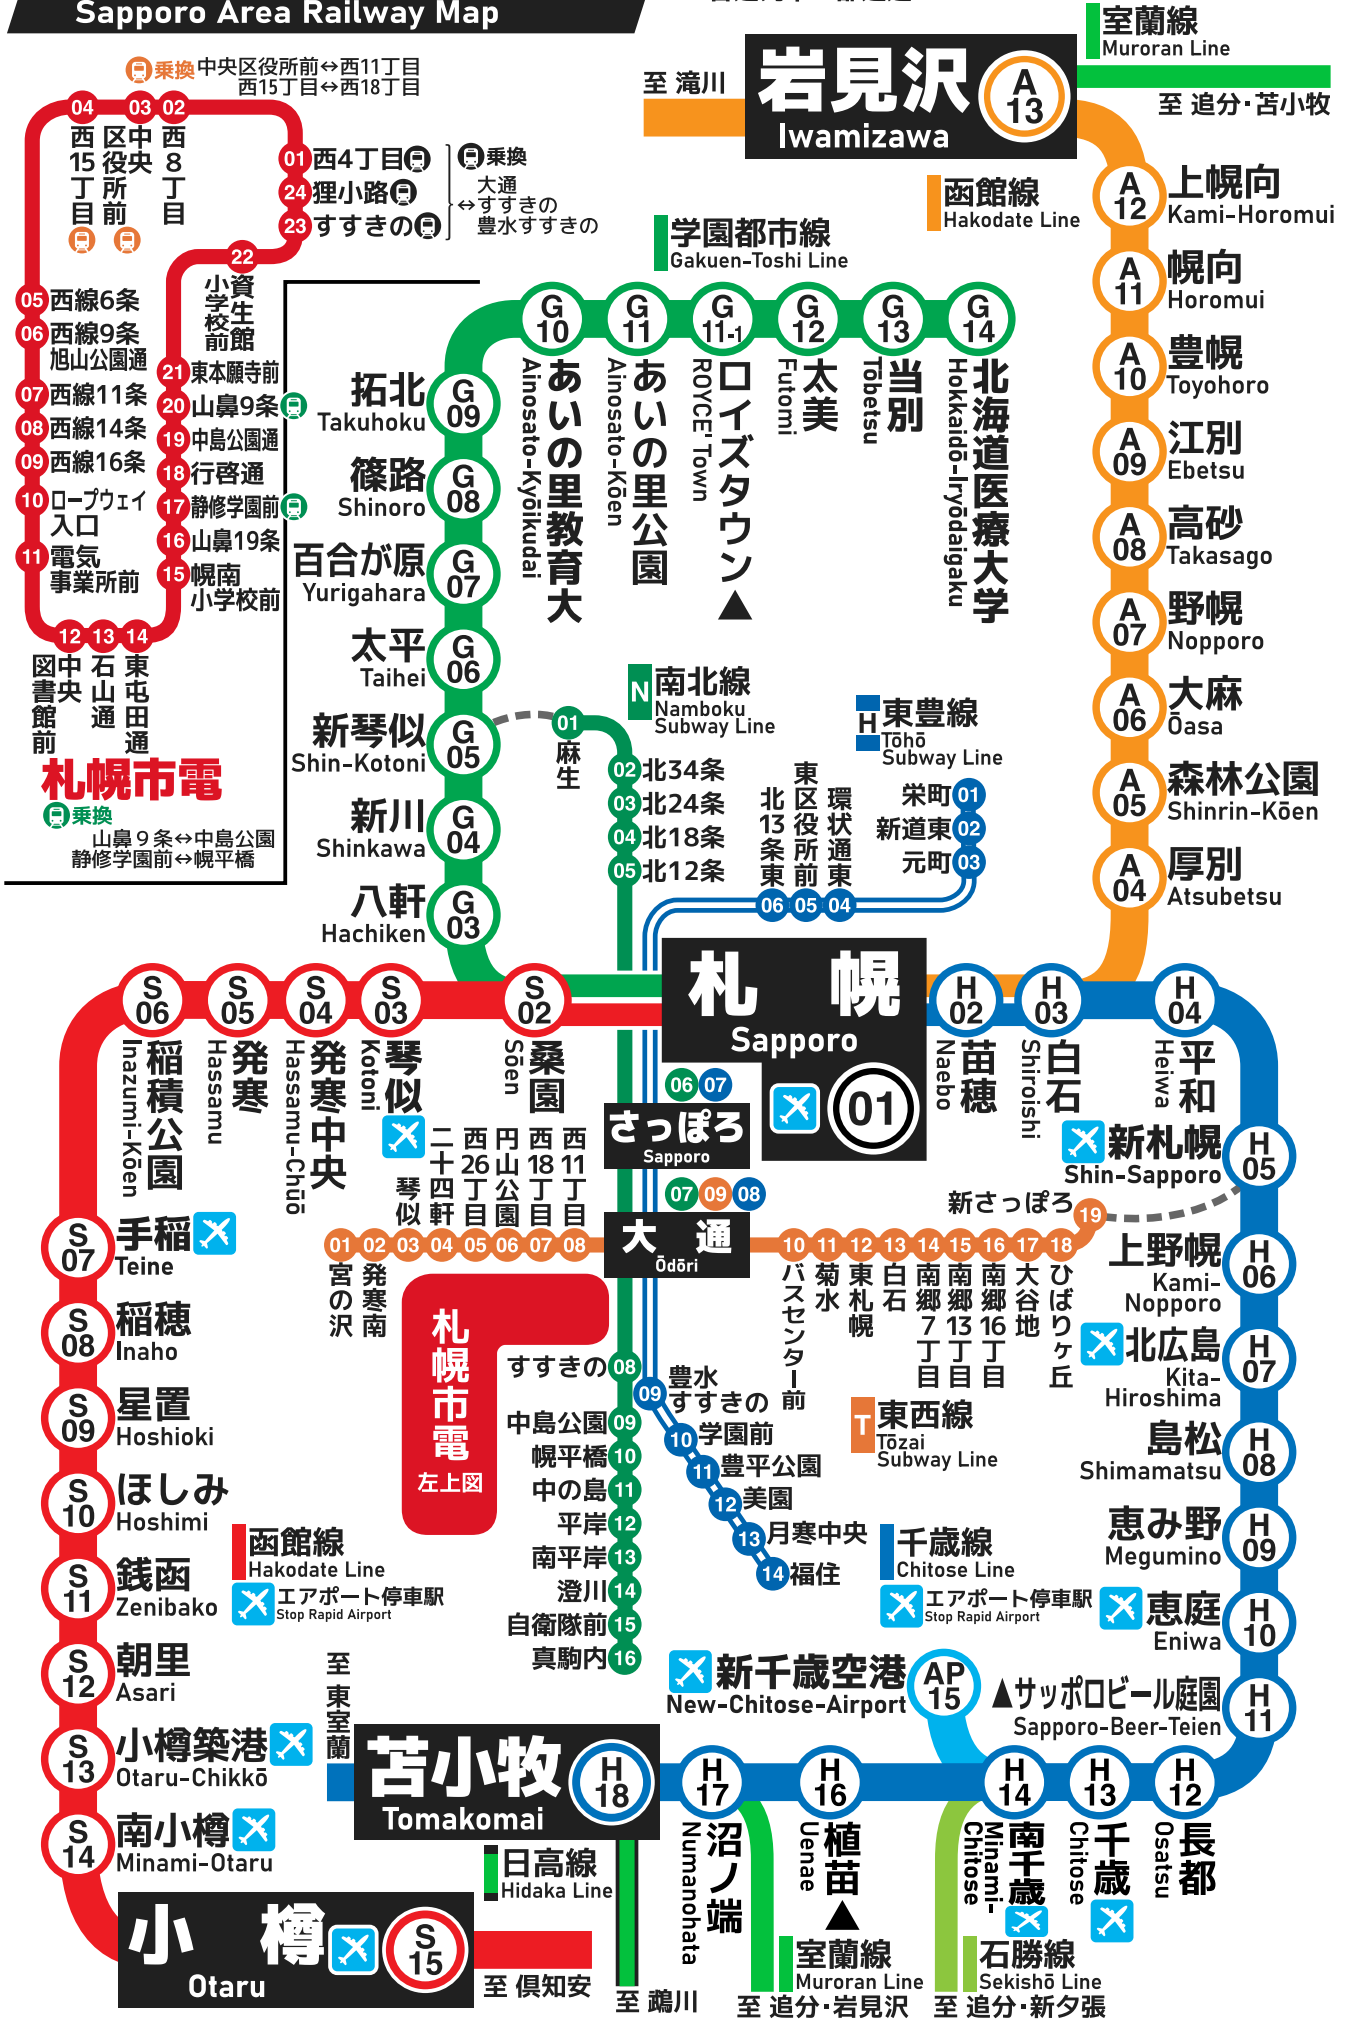 Sapporo Area Railway Map
乗換 中央区役所前↔西11丁目
西15丁目↔西18丁目
04
03
02
西15丁目
中央区役所前
西8丁目
01 西4丁目
24 狸小路
23 すすきの
乗換
大通
↔すすきの
豊水すすきの
22
資生館小学校前
05 西線6条
06 西線9条
旭山公園通
07 西線11条
08 西線14条
09 西線16条
10 ロープウェイ
入口
11 電気
事業所前
21 東本願寺前
20 山鼻9条
19 中島公園通
18 行啓通
17 静修学園前
16 山鼻19条
15 幌南
小学校前
12
13
14
中央図書館前
石山通
東屯田通
札幌市電
乗換
山鼻9条↔中島公園
静修学園前↔幌平橋
室蘭線
Muroran Line
至 追分・苫小牧
至 滝川
岩見沢
Iwamizawa
A
13
函館線
Hakodate Line
A
12
上幌向
Kami-Horomui
A
11
幌向
Horomui
A
10
豊幌
Toyohoro
A
09
江別
Ebetsu
A
08
高砂
Takasago
A
07
野幌
Nopporo
A
06
大麻
Ōasa
A
05
森林公園
Shinrin-Kōen
A
04
厚別
Atsubetsu
学園都市線
Gakuen-Toshi Line
G
14
北海道医療大学
Hokkaidō-Iryōdaigaku
G
13
当別
Tōbetsu
G
12
太美
Futomi
G
11-1
ロイズタウン▲
ROYCE' Town
G
11
あいの里公園
Ainosato-Kōen
G
10
あいの里教育大
Ainosato-Kyōikudai
拓北
Takuhoku
G
09
篠路
Shinoro
G
08
百合が原
Yurigahara
G
07
太平
Taihei
G
06
新琴似
Shin-Kotoni
G
05
新川
Shinkawa
G
04
八軒
Hachiken
G
03
N
南北線
Namboku
Subway Line
01
麻生
02 北34条
03 北24条
04 北18条
05 北12条
H
東豊線
Tōhō
Subway Line
栄町 01
新道東 02
元町 03
環状通東
東区役所前
北13条東
06
05
04
札幌
Sapporo
01
06 07
さっぽろ
Sapporo
07 09 08
大通
Ōdōri
S
06
稲積公園
Inazumi-Kōen
S
05
発寒
Hassamu
S
04
発寒中央
Hassamu-Chūō
S
03
琴似
Kotoni
S
02
桑園
Sōen
H
02
苗穂
Naebo
H
03
白石
Shiroishi
H
04
平和
Heiwa
新札幌
Shin-Sapporo
H
05
上野幌
Kami-
Nopporo
H
06
北広島
Kita-
Hiroshima
H
07
島松
Shimamatsu
H
08
恵み野
Megumino
H
09
恵庭
Eniwa
H
10
▲サッポロビール庭園
Sapporo-Beer-Teien
H
11
H
12
長都
Osatsu
H
13
千歳
Chitose
H
14
南千歳
Minami-
Chitose
新千歳空港
New-Chitose-Airport
AP
15
H
16
植苗▲
Uenae
H
17
沼ノ端
Numanohata
苫小牧
Tomakomai
H
18
至 東室蘭
01
宮の沢
02
発寒南
03
琴似
04
二十四軒
05
西26丁目
06
円山公園
07
西18丁目
08
西11丁目
10
バスセンター前
11
菊水
12
東札幌
13
白石
14
南郷7丁目
15
南郷13丁目
16
南郷16丁目
17
大谷地
18
ひばりヶ丘
新さっぽろ
19
T
東西線
Tōzai
Subway Line
札幌市電
左上図
すすきの 08
中島公園 09
幌平橋 10
中の島 11
平岸 12
南平岸 13
澄川 14
自衛隊前 15
真駒内 16
09 豊水
すすきの
10 学園前
11 豊平公園
12 美園
13 月寒中央
14 福住
S
07
手稲
Teine
S
08
稲穂
Inaho
S
09
星置
Hoshioki
S
10
ほしみ
Hoshimi
S
11
銭函
Zenibako
S
12
朝里
Asari
S
13
小樽築港
Otaru-Chikkō
S
14
南小樽
Minami-Otaru
小樽
Otaru
S
15
至 倶知安
函館線
Hakodate Line
エアポート停車駅
Stop Rapid Airport
千歳線
Chitose Line
エアポート停車駅
Stop Rapid Airport
日高線
Hidaka Line
至 鵡川
室蘭線
Muroran Line
至 追分・岩見沢
石勝線
Sekishō Line
至 追分・新夕張